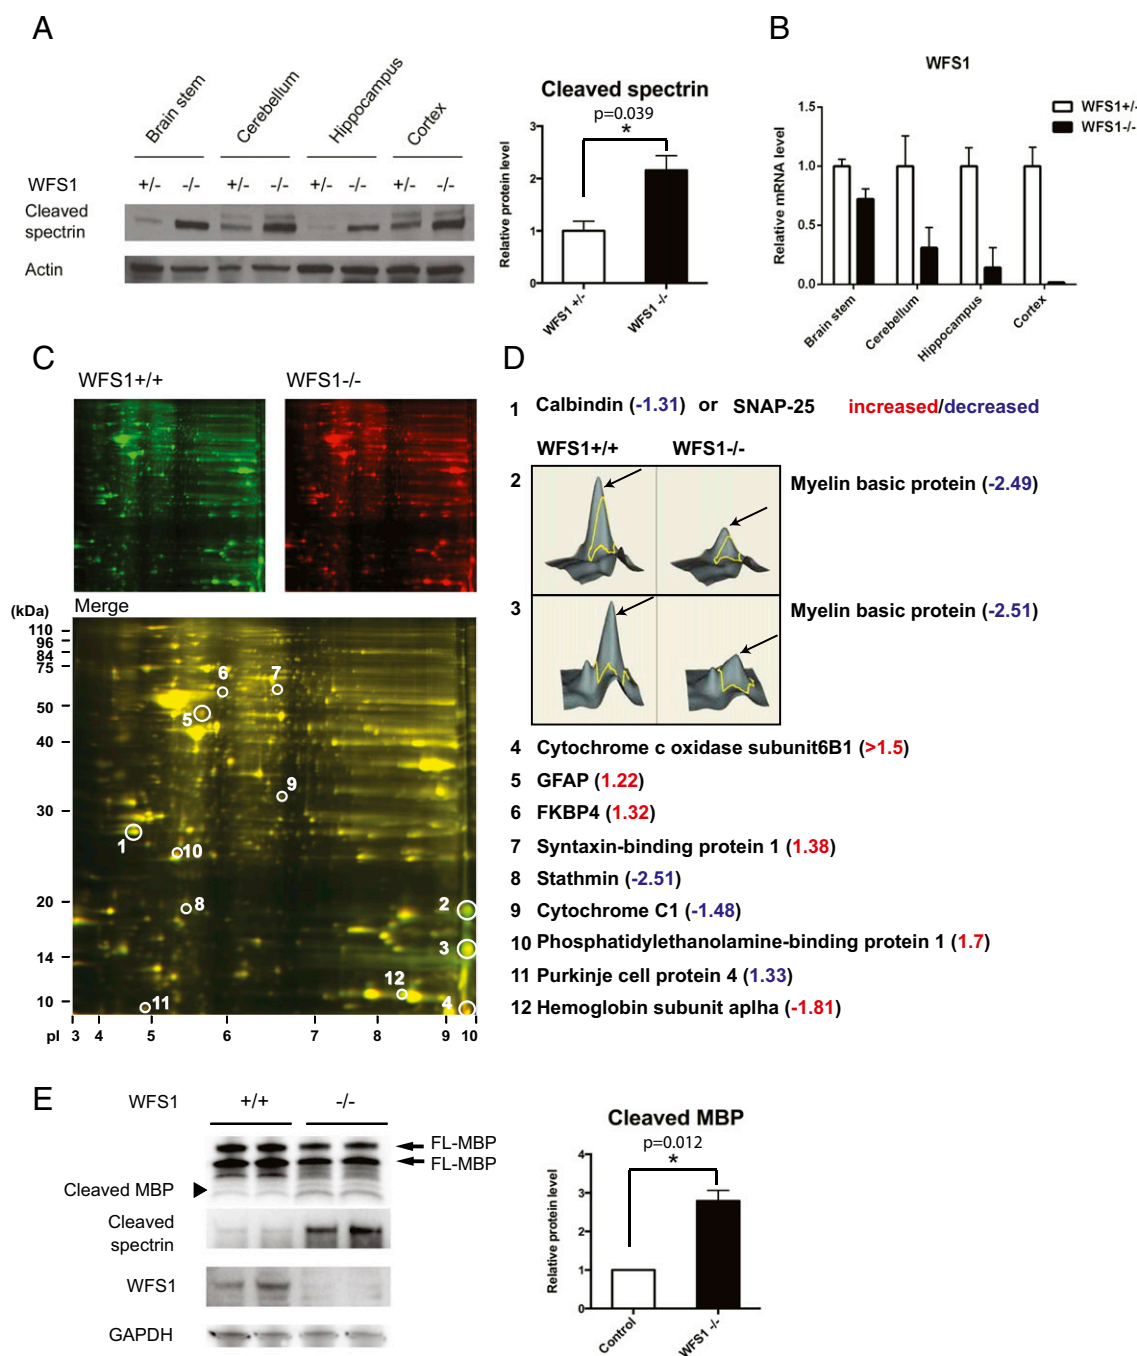 A
Brain stem
Cerebellum
Hippocampus
Cortex
WFS1 +/- -/- +/- -/- +/- -/- +/- -/-
Cleaved
spectrin
Actin
Cleaved spectrin
p=0.039
*
Relative protein level
3
2
1
0
WFS1 +/-
WFS1 -/-
B
WFS1
Relative mRNA level
1.5
1.0
0.5
0.0
Brain stem
Cerebellum
Hippocampus
Cortex
WFS1+/-
WFS1-/-
C
WFS1+/+ WFS1-/-
Merge
(kDa)
110
96
84
75
50
40
30
20
14
10
1
2
3
4
5
6
7
8
9
10
11
12
pI 3 4 5 6 7 8 9 10
D
1 Calbindin (-1.31) or SNAP-25 increased/decreased
WFS1+/+ WFS1-/-
2 Myelin basic protein (-2.49)
3 Myelin basic protein (-2.51)
4 Cytochrome c oxidase subunit6B1 (>1.5)
5 GFAP (1.22)
6 FKBP4 (1.32)
7 Syntaxin-binding protein 1 (1.38)
8 Stathmin (-2.51)
9 Cytochrome C1 (-1.48)
10 Phosphatidylethanolamine-binding protein 1 (1.7)
11 Purkinje cell protein 4 (1.33)
12 Hemoglobin subunit aplha (-1.81)
E
WFS1 +/+ -/-
FL-MBP
FL-MBP
Cleaved MBP
Cleaved
spectrin
WFS1
GAPDH
Cleaved MBP
p=0.012
*
Relative protein level
4
3
2
1
0
Control
WFS1 -/-